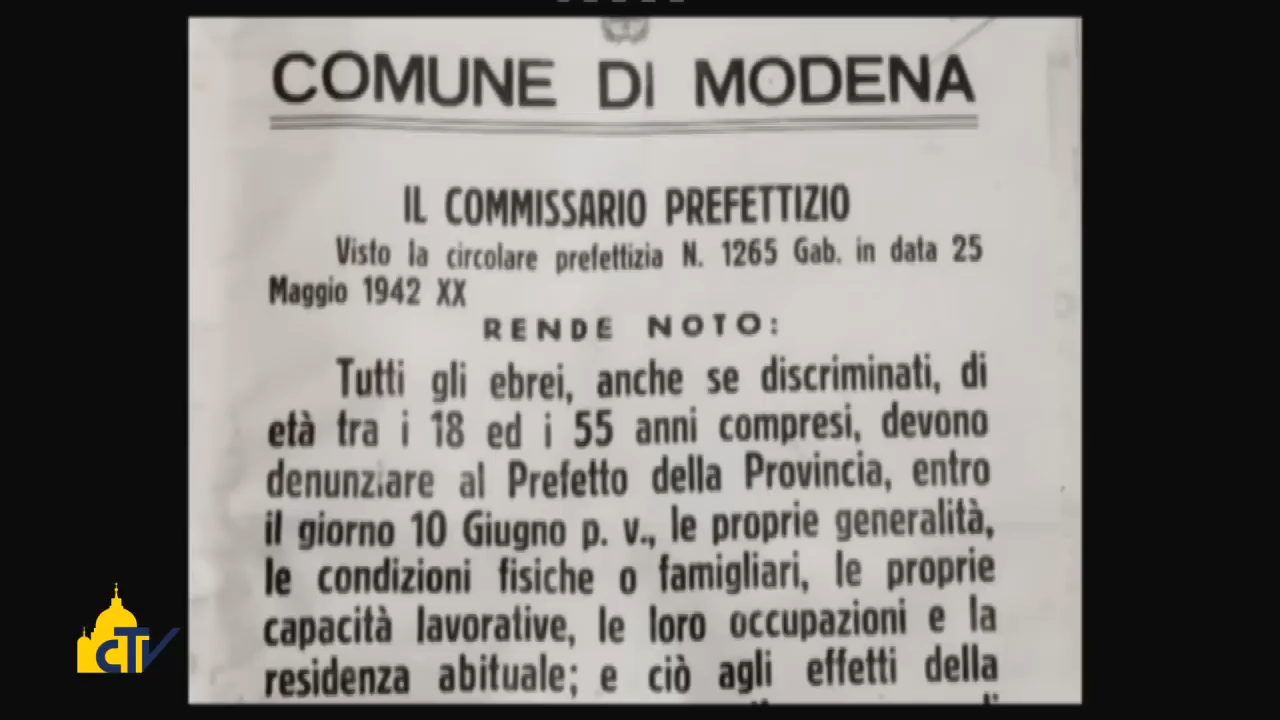 COMUNE DI MODENA
IL COMMISSARIO PREFETTIZIO
Visto la circolare prefettizia N. 1265 Gab. in data 25
Maggio 1942 XX
RENDE NOTO:
Tutti gli ebrei, anche se discriminati, di
età tra i 18 ed i 55 anni compresi, devono
denunziare al Prefetto della Provincia, entro
il giorno 10 Giugno p. v., le proprie generalità,
le condizioni fisiche o famigliari, le proprie
capacità lavorative, le loro occupazioni e la
residenza abituale; e ciò agli effetti della
CTV